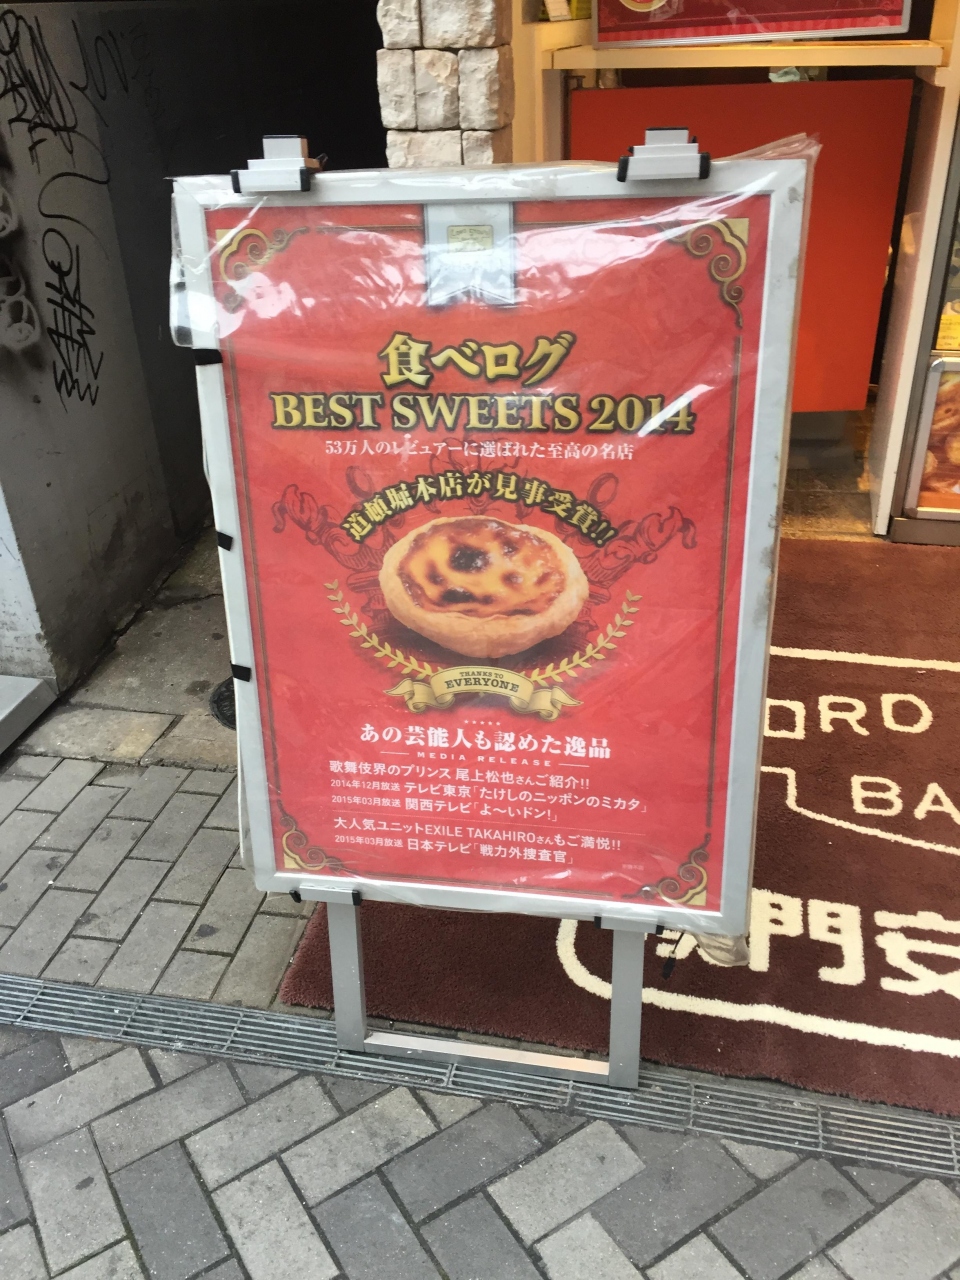 食べログ
BEST SWEETS 2014
53万人のレビュアーに選ばれた至高の名店
道頓堀本店が見事受賞!!
THANKS TO
EVERYONE
あの芸能人も認めた逸品
MEDIA RELEASE
歌舞伎界のプリンス 尾上松也さんご紹介!!
2014年12月放送 テレビ東京「たけしのニッポンのミカタ」
2015年03月放送 関西テレビ「よ〜いドン!」
大人気ユニットEXILE TAKAHIROさんもご満悦!!
2015年03月放送 日本テレビ「戦力外捜査官」
ORD
BA
門